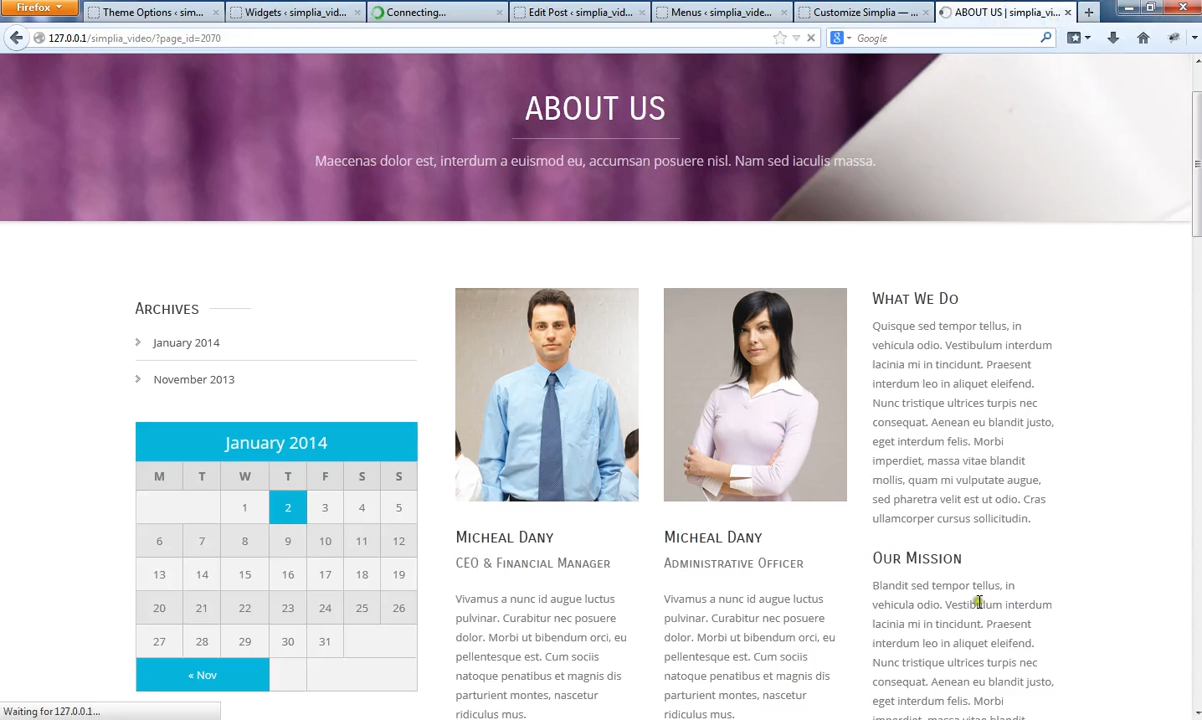 Firefox
Theme Options ‹ sim...
Widgets ‹ simplia_vid...
Connecting...
Edit Post ‹ simplia_vid...
Menus ‹ simplia_vide...
Customize Simplia — ...
ABOUT US | simplia_vi...
127.0.0.1/simplia_video/?page_id=2070
Google
ABOUT US
Maecenas dolor est, interdum a euismod eu, accumsan posuere nisl. Nam sed iaculis massa.
Archives
January 2014
November 2013
January 2014
M T W T F S S
1 2 3 4 5
6 7 8 9 10 11 12
13 14 15 16 17 18 19
20 21 22 23 24 25 26
27 28 29 30 31
« Nov
Micheal Dany
CEO & Financial Manager
Vivamus a nunc id augue luctus
pulvinar. Curabitur nec posuere
dolor. Morbi ut bibendum orci, eu
pellentesque est. Cum sociis
natoque penatibus et magnis dis
parturient montes, nascetur
ridiculus mus.
Micheal Dany
Administrative Officer
Vivamus a nunc id augue luctus
pulvinar. Curabitur nec posuere
dolor. Morbi ut bibendum orci, eu
pellentesque est. Cum sociis
natoque penatibus et magnis dis
parturient montes, nascetur
ridiculus mus.
What We Do
Quisque sed tempor tellus, in
vehicula odio. Vestibulum interdum
lacinia mi in tincidunt. Praesent
interdum leo in aliquet eleifend.
Nunc tristique ultrices turpis nec
consequat. Aenean eu blandit justo,
eget interdum felis. Morbi
imperdiet, massa vitae blandit
mollis, quam mi vulputate augue,
sed pharetra velit est ut odio. Cras
ullamcorper cursus sollicitudin.
Our Mission
Blandit sed tempor tellus, in
vehicula odio. Vestibulum interdum
lacinia mi in tincidunt. Praesent
interdum leo in aliquet eleifend.
Nunc tristique ultrices turpis nec
consequat. Aenean eu blandit justo,
eget interdum felis. Morbi
Waiting for 127.0.0.1...